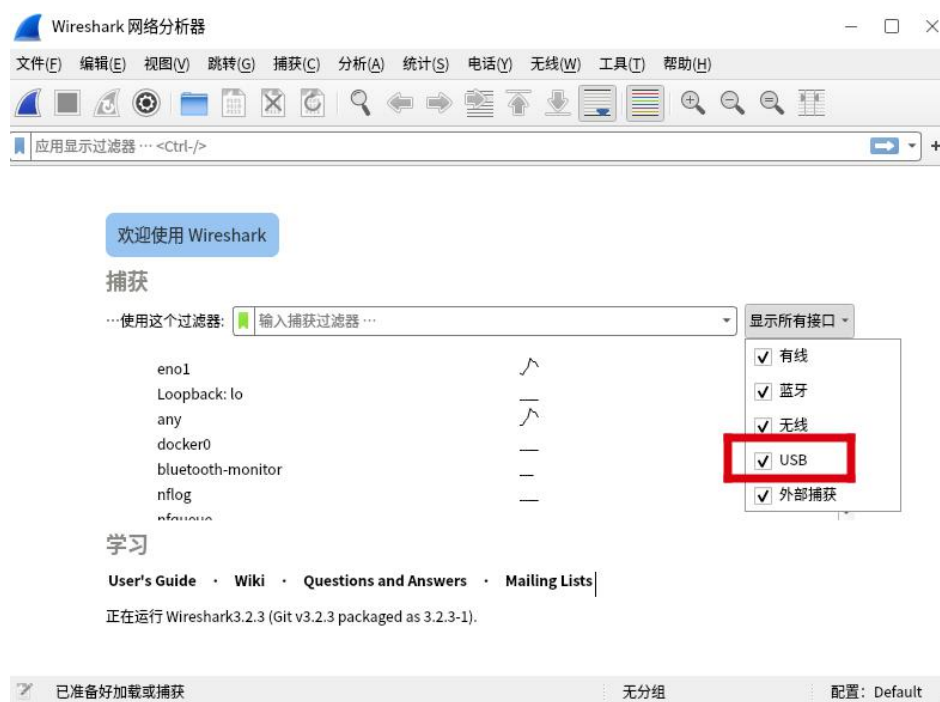 Wireshark 网络分析器
文件(F) 编辑(E) 视图(V) 跳转(G) 捕获(C) 分析(A) 统计(S) 电话(Y) 无线(W) 工具(T) 帮助(H)
应用显示过滤器 … <Ctrl-/>
欢迎使用 Wireshark
捕获
…使用这个过滤器: 输入捕获过滤器 … 显示所有接口
有线
蓝牙
无线
USB
外部捕获
eno1
Loopback: lo
any
docker0
bluetooth-monitor
nflog
nfqueue
学习
User's Guide · Wiki · Questions and Answers · Mailing Lists
正在运行 Wireshark3.2.3 (Git v3.2.3 packaged as 3.2.3-1).
已准备好加载或捕获 无分组 配置: Default